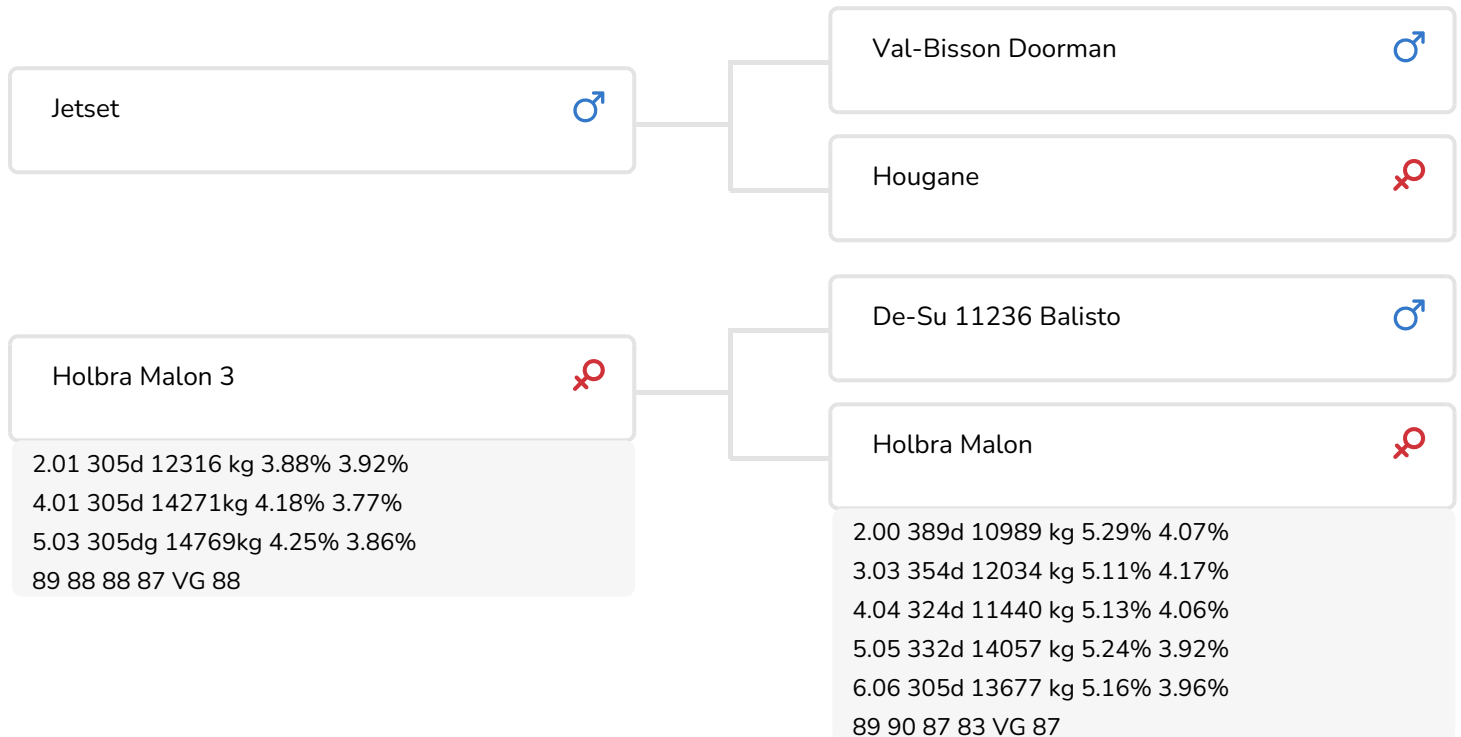 Jetset
Val-Bisson Doorman
Hougane
Holbra Malon 3
2.01 305d 12316 kg 3.88% 3.92%
4.01 305d 14271kg 4.18% 3.77%
5.03 305dg 14769kg 4.25% 3.86%
89 88 88 87 VG 88
De-Su 11236 Balisto
Holbra Malon
2.00 389d 10989 kg 5.29% 4.07%
3.03 354d 12034 kg 5.11% 4.17%
4.04 324d 11440 kg 5.13% 4.06%
5.05 332d 14057 kg 5.24% 3.92%
6.06 305d 13677 kg 5.16% 3.96%
89 90 87 83 VG 87